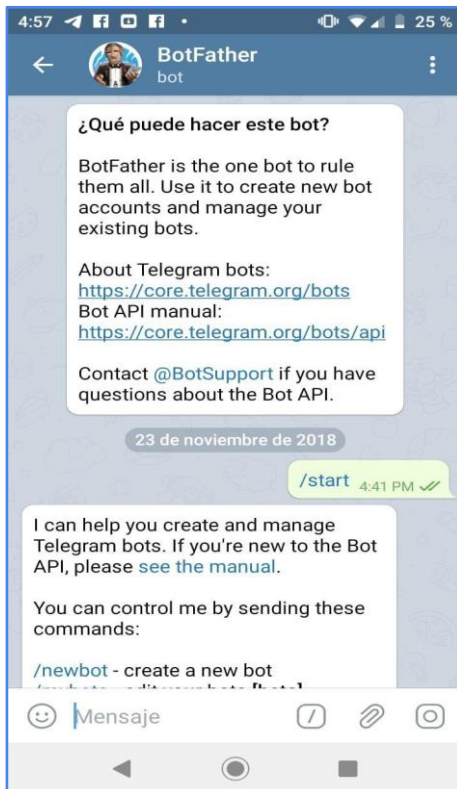 4:57
25 %
BotFather
bot
¿Qué puede hacer este bot?
BotFather is the one bot to rule
them all. Use it to create new bot
accounts and manage your
existing bots.
About Telegram bots:
https://core.telegram.org/bots
Bot API manual:
https://core.telegram.org/bots/api
Contact @BotSupport if you have
questions about the Bot API.
23 de noviembre de 2018
/start 4:41 PM
I can help you create and manage
Telegram bots. If you're new to the Bot
API, please see the manual.
You can control me by sending these
commands:
/newbot - create a new bot
Mensaje